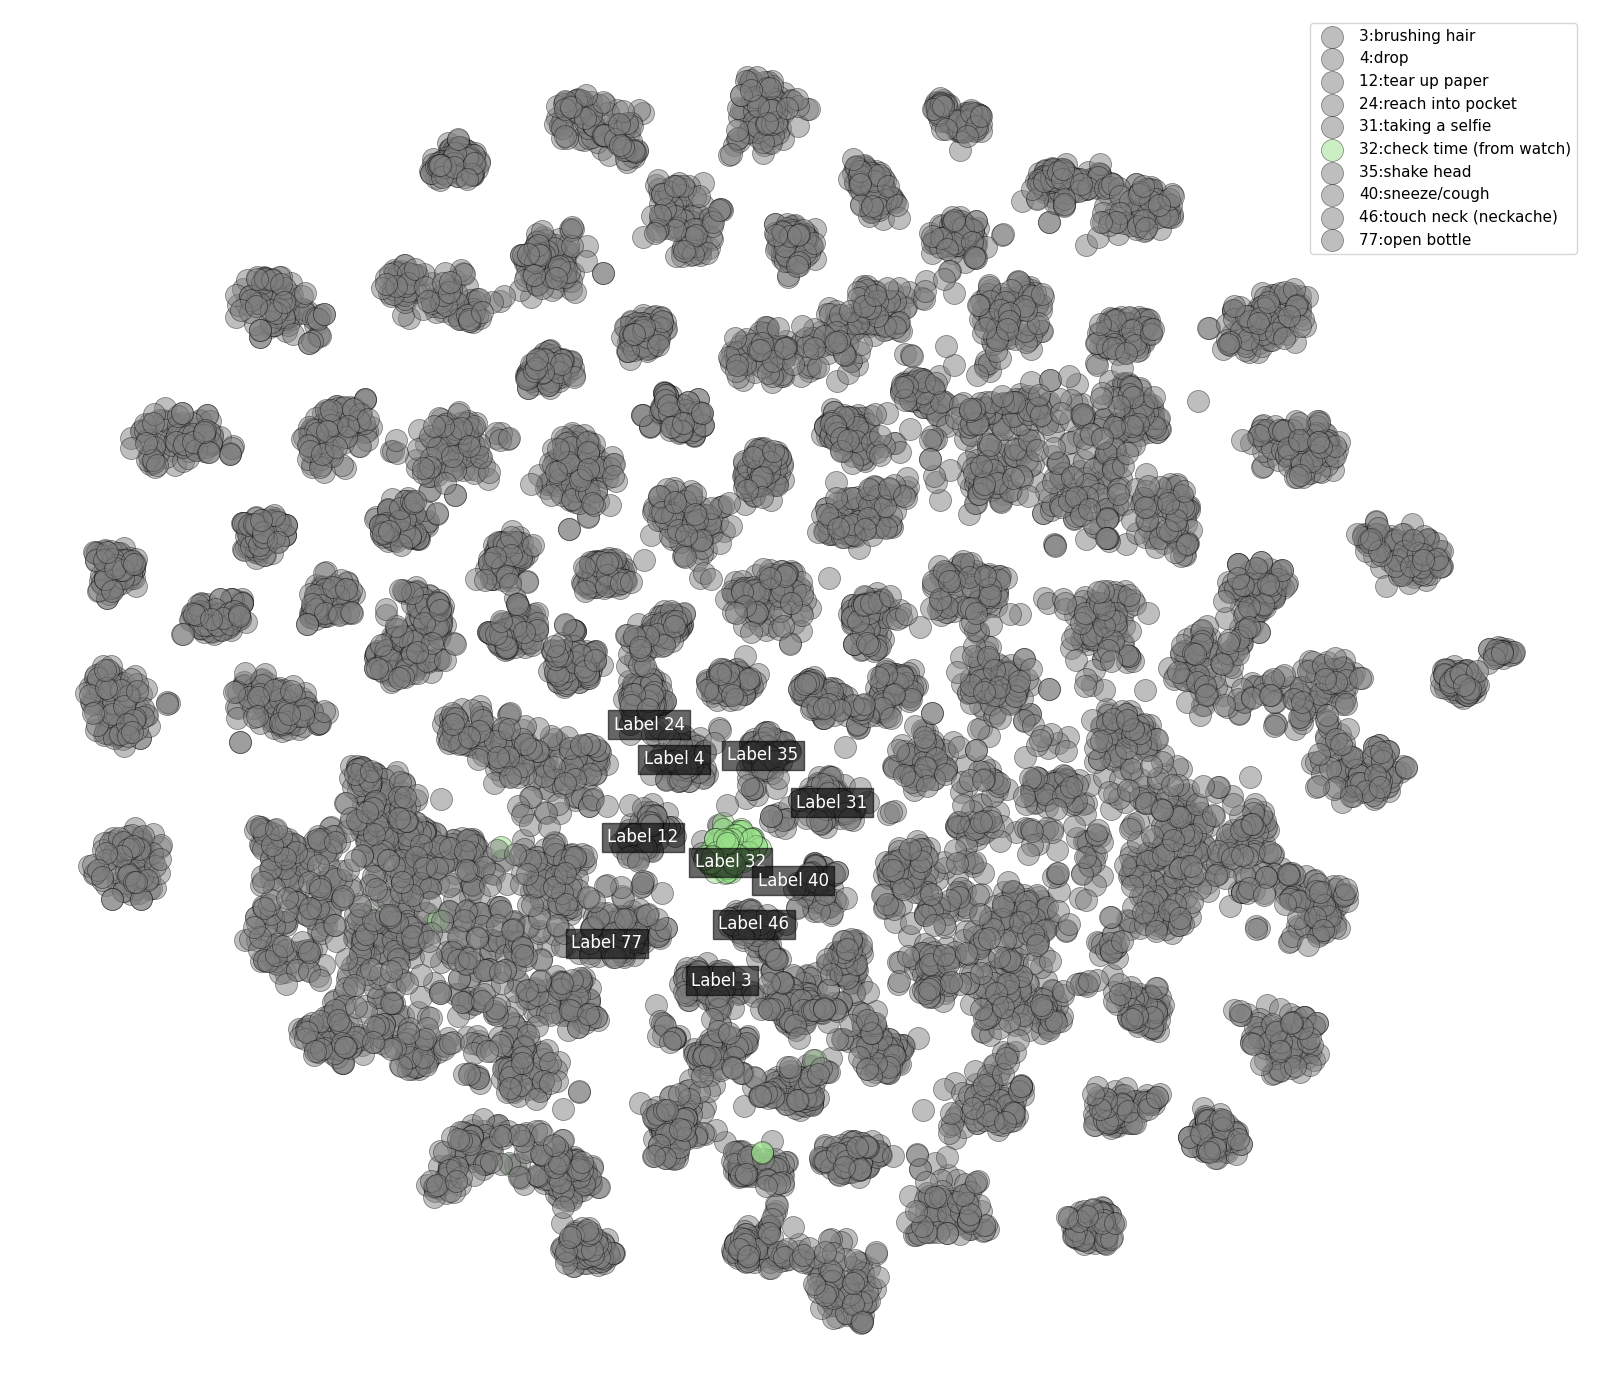 3:brushing hair
4:drop
12:tear up paper
24:reach into pocket
31:taking a selfie
32:check time (from watch)
35:shake head
40:sneeze/cough
46:touch neck (neckache)
77:open bottle
Label 24
Label 4
Label 35
Label 31
Label 12
Label 32
Label 40
Label 46
Label 77
Label 3